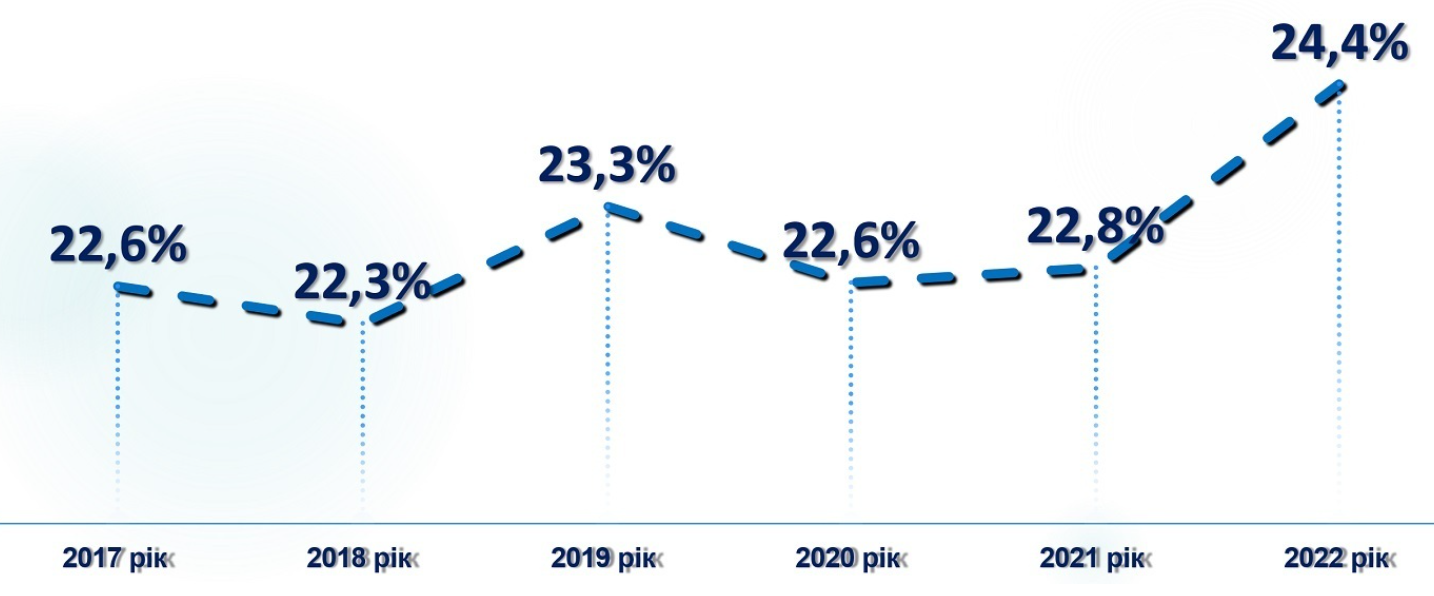 24,4%
23,3%
22,6%
22,3%
22,6%
22,8%
2017 рік
2018 рік
2019 рік
2020 рік
2021 рік
2022 рік